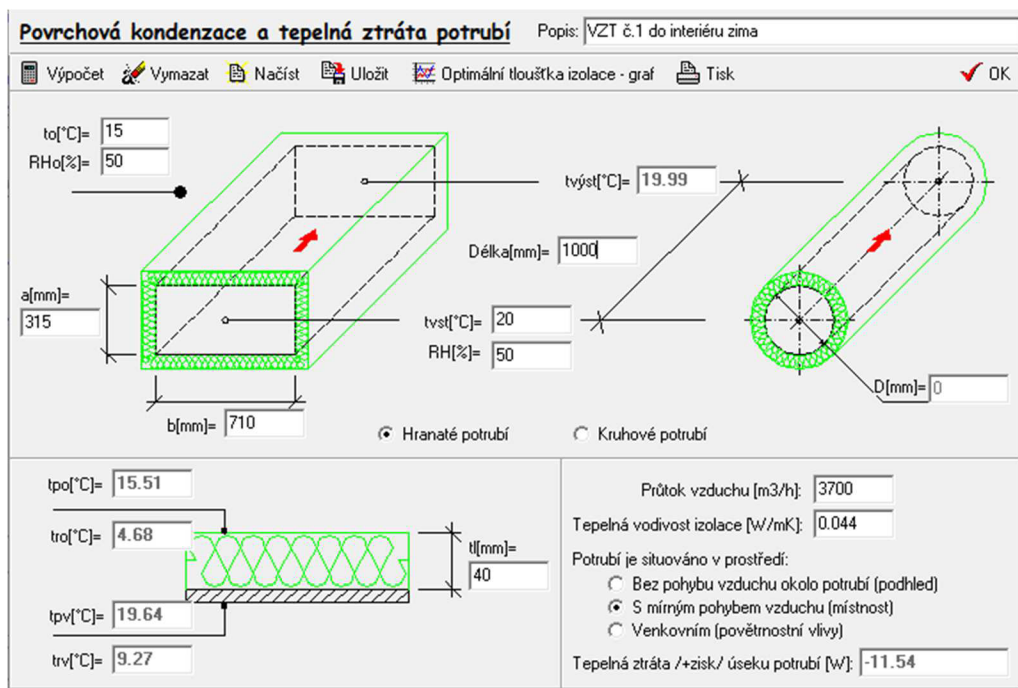 Povrchová kondenzace a tepelná ztráta potrubí Popis: VZT č.1 do interiéru zima
Výpočet Vymazat Načíst Uložit Optimální tloušťka izolace - graf Tisk OK
to[°C]= 15
RHo[%]= 50
tvýst[°C]= 19.99
Délka[mm]= 1000
a[mm]=
315
tvst[°C]= 20
RH[%]= 50
D[mm]= 0
b[mm]= 710
Hranaté potrubí Kruhové potrubí
tpo[°C]= 15.51
tro[°C]= 4.68
tl[mm]=
40
tpv[°C]= 19.64
trv[°C]= 9.27
Průtok vzduchu [m3/h]: 3700
Tepelná vodivost izolace [W/mK]: 0.044
Potrubí je situováno v prostředí:
Bez pohybu vzduchu okolo potrubí (podhled)
S mírným pohybem vzduchu (místnost)
Venkovním (povětrnostní vlivy)
Tepelná ztráta /+zisk/ úseku potrubí [W]: -11.54